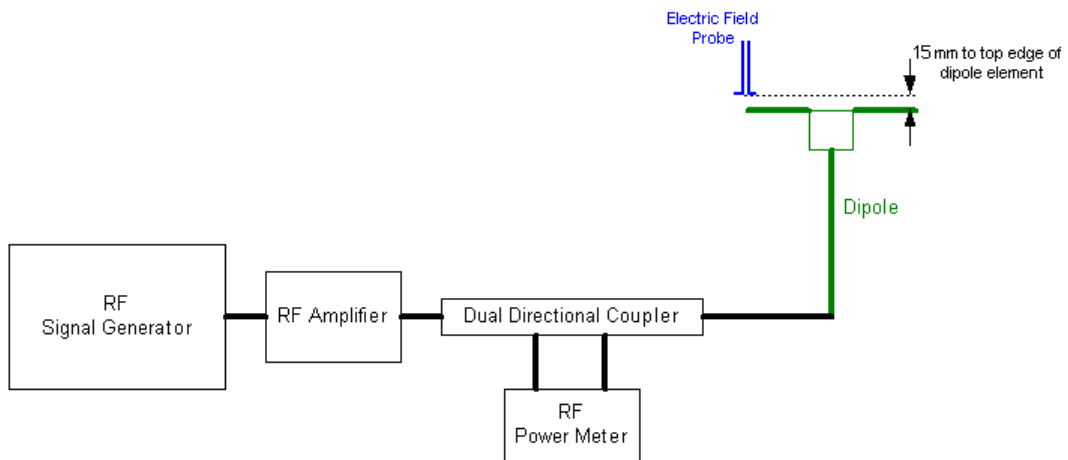 Electric Field
Probe
15 mm to top edge of
dipole element
Dipole
RF
Signal Generator
RF Amplifier
Dual Directional Coupler
RF
Power Meter